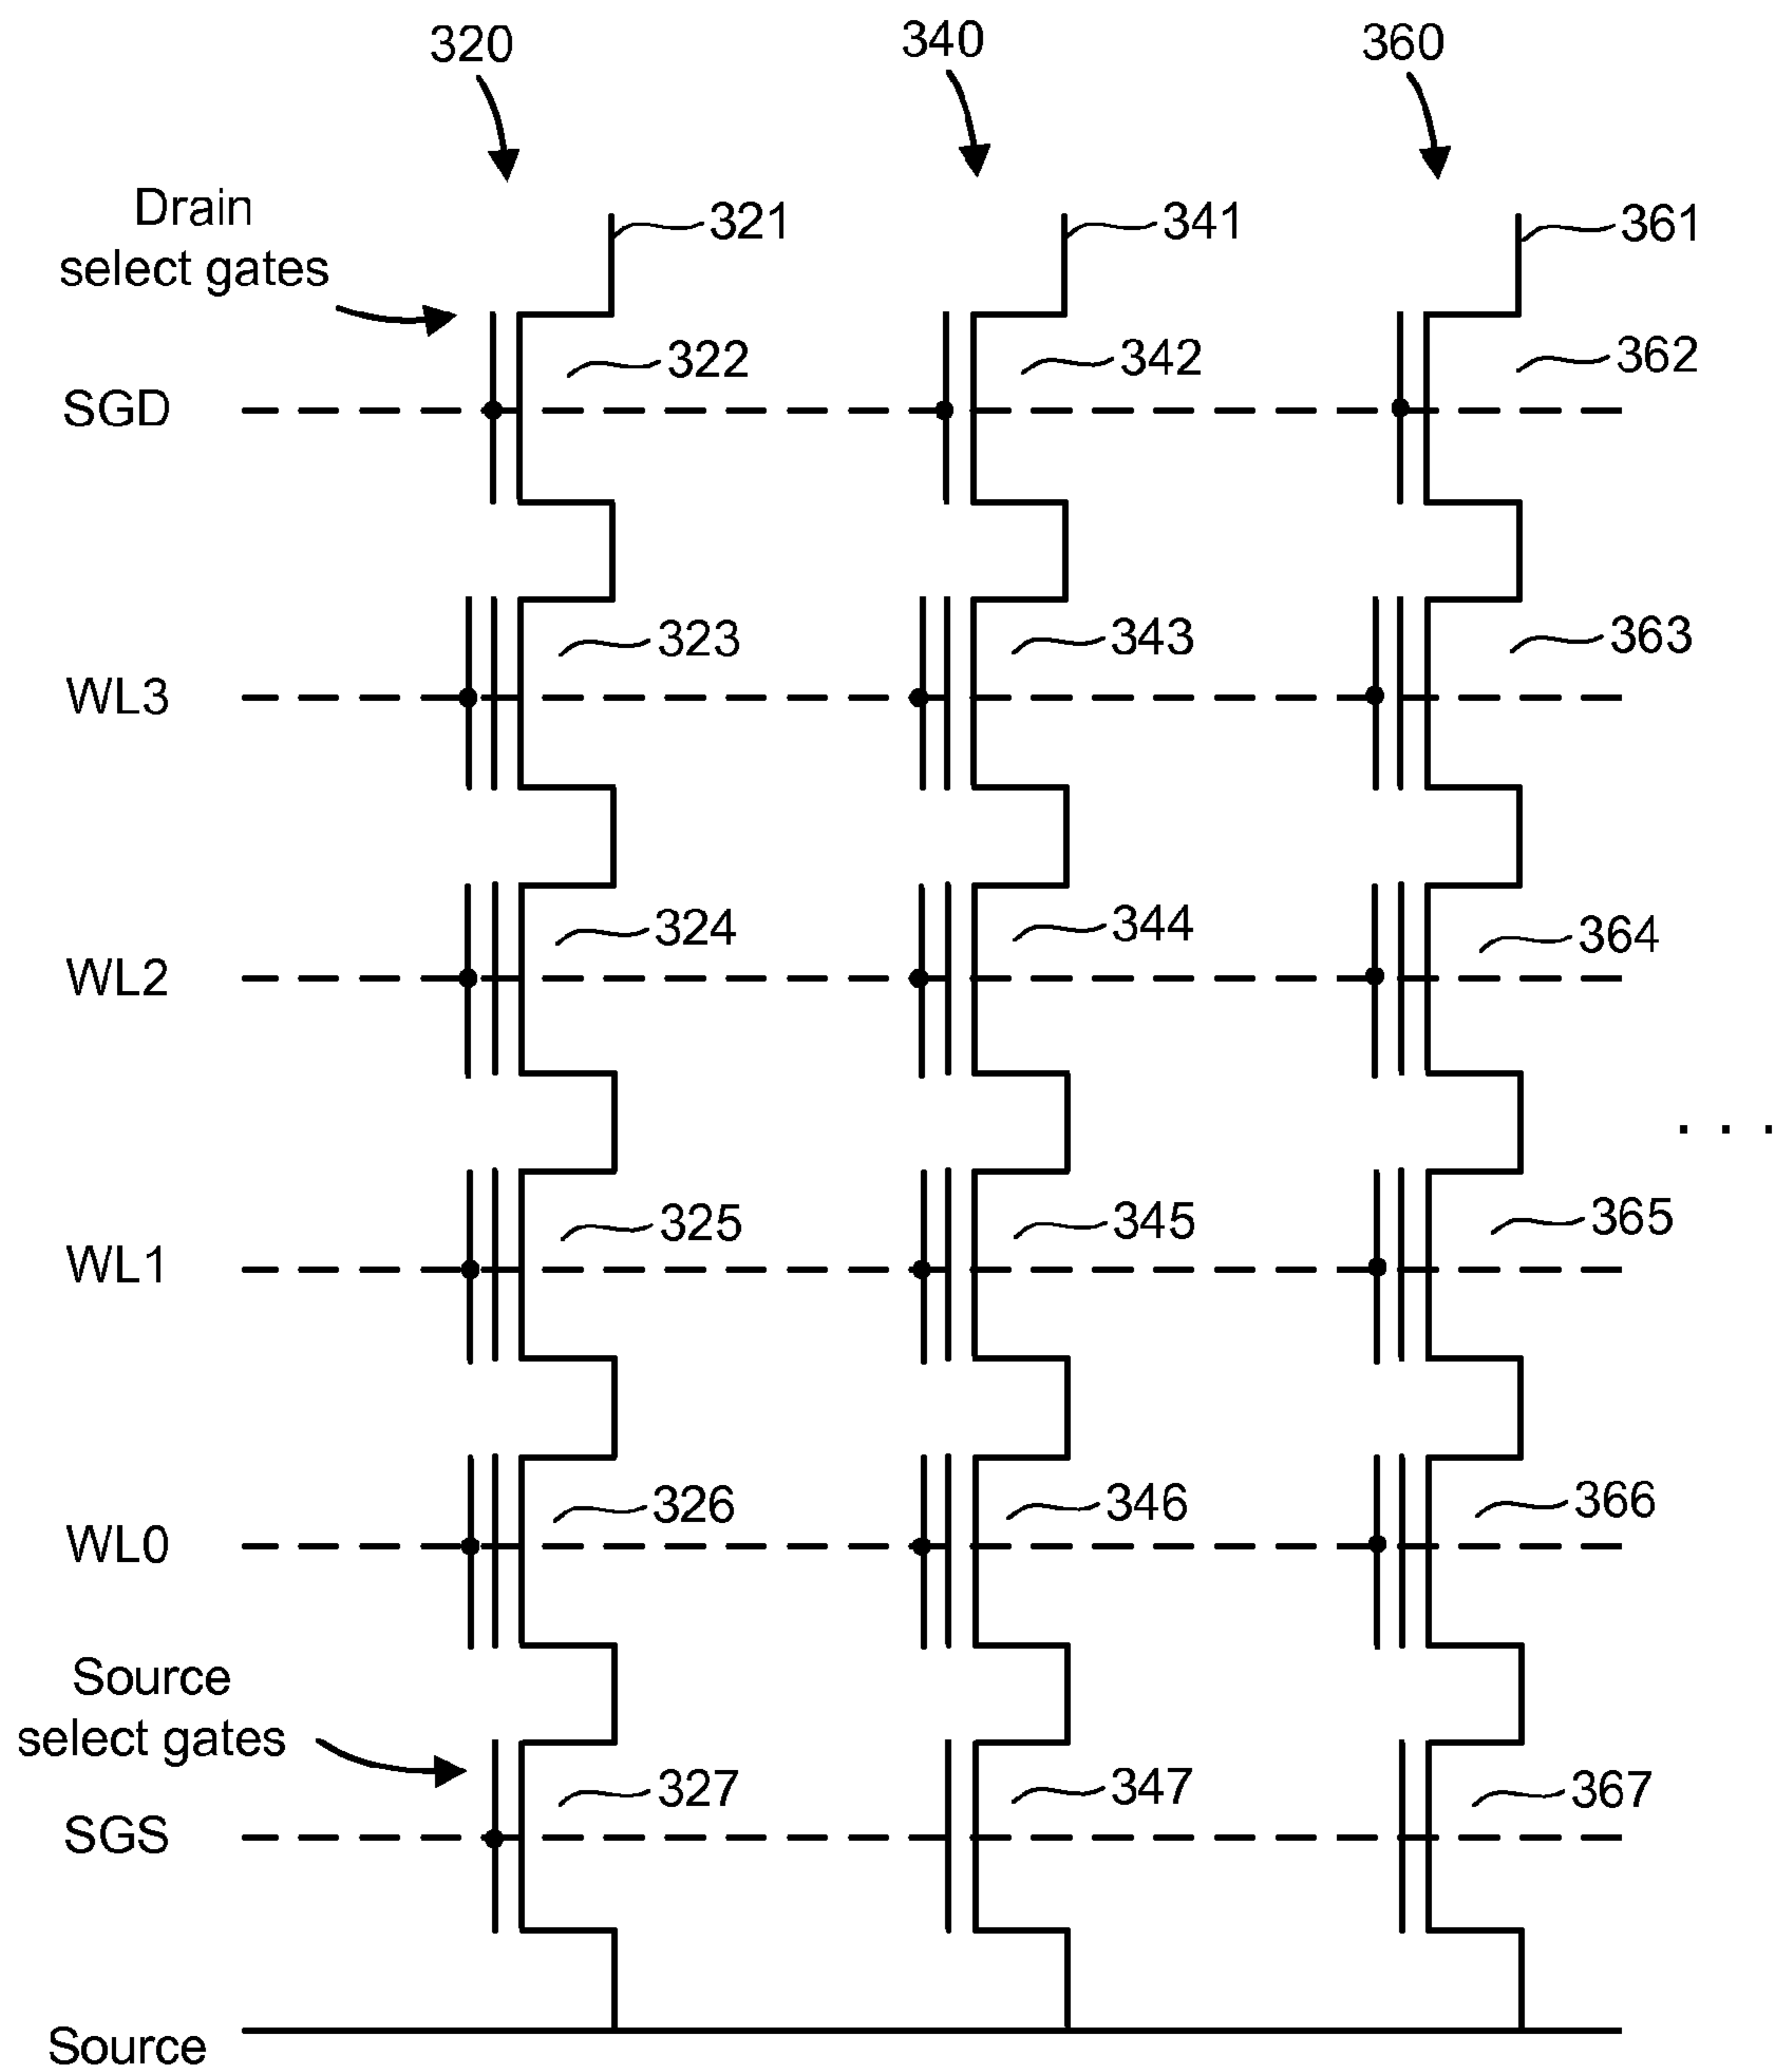 320 340 360
Drain
select gates
321 341 361
322 342 362
SGD
323 343 363
WL3
324 344 364
WL2
. . .
325 345 365
WL1
326 346 366
WL0
Source
select gates
327 347 367
SGS
Source